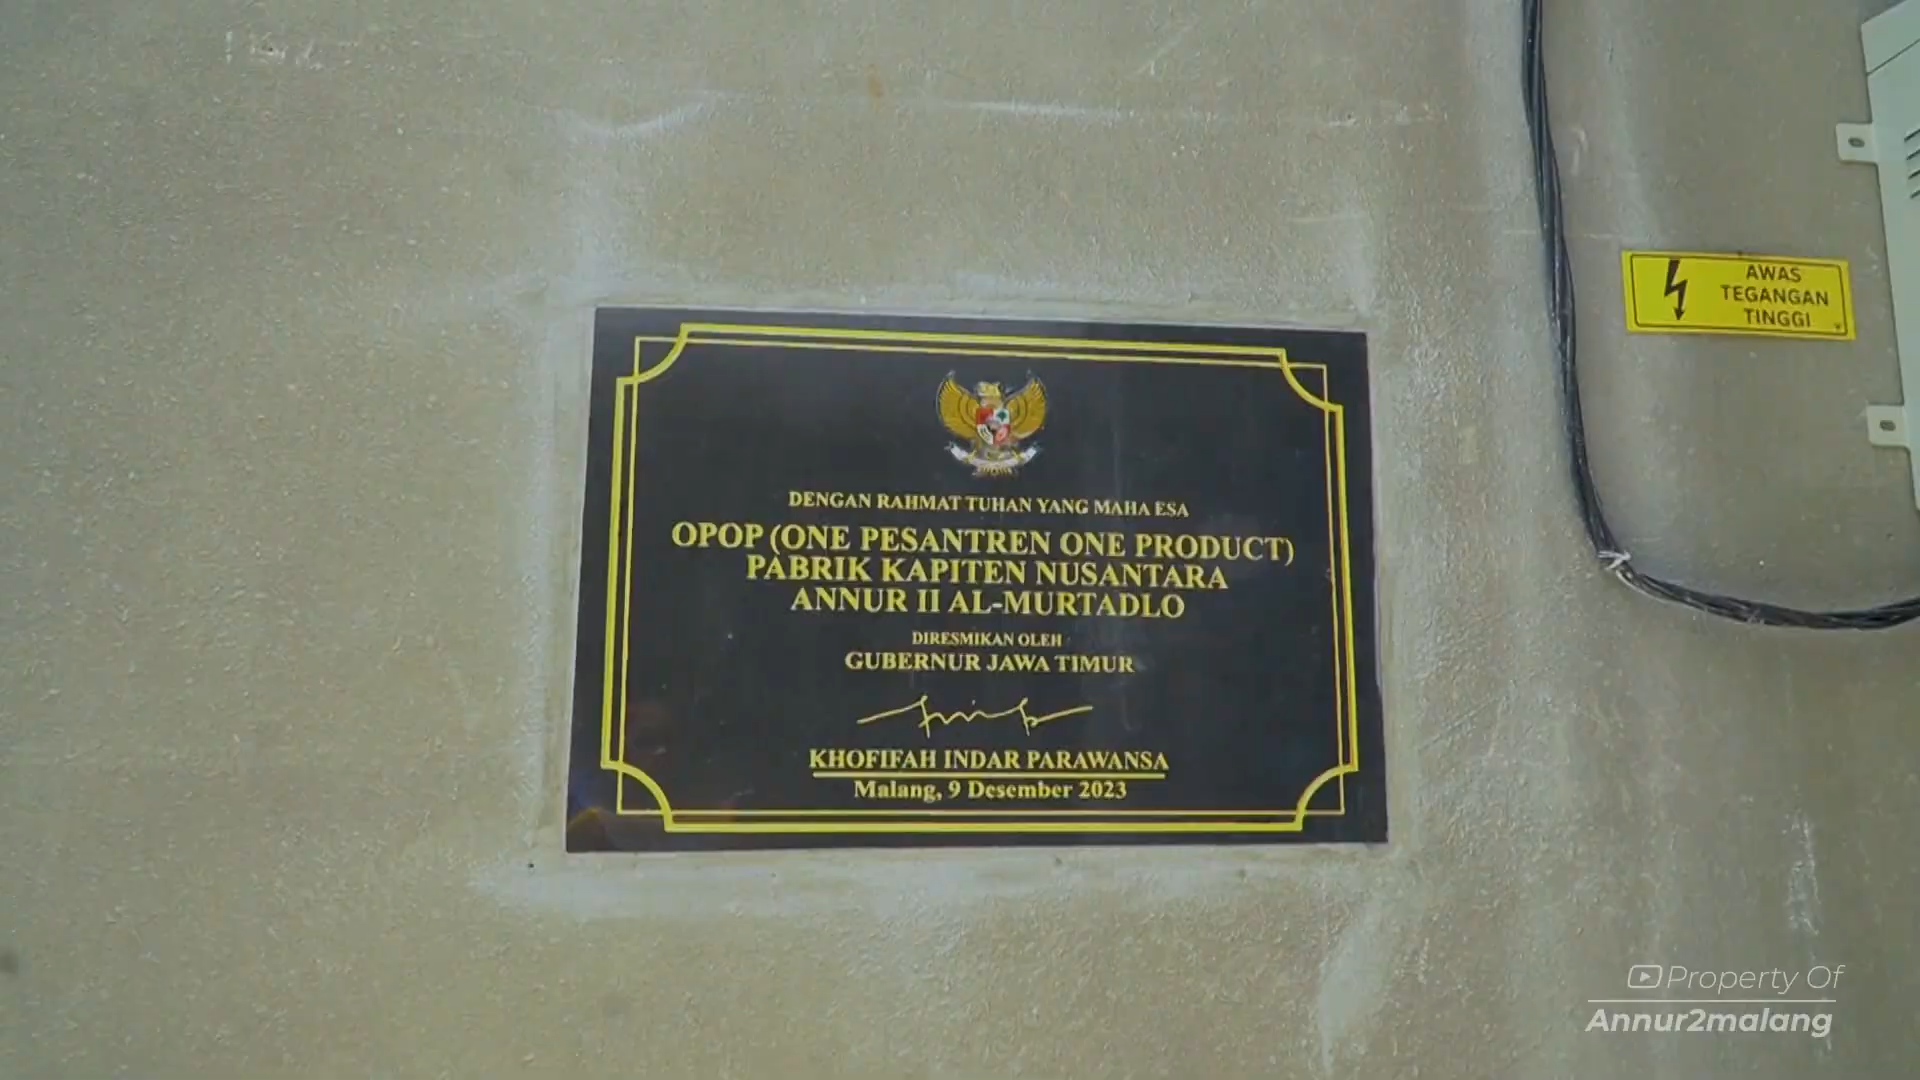 DENGAN RAHMAT TUHAN YANG MAHA ESA
OPOP (ONE PESANTREN ONE PRODUCT)
PABRIK KAPITEN NUSANTARA
ANNUR II AL-MURTADLO
DIRESMIKAN OLEH
GUBERNUR JAWA TIMUR
KHOFIFAH INDAR PARAWANSA
Malang, 9 Desember 2023
AWAS
TEGANGAN
TINGGI
Property Of
Annur2malang